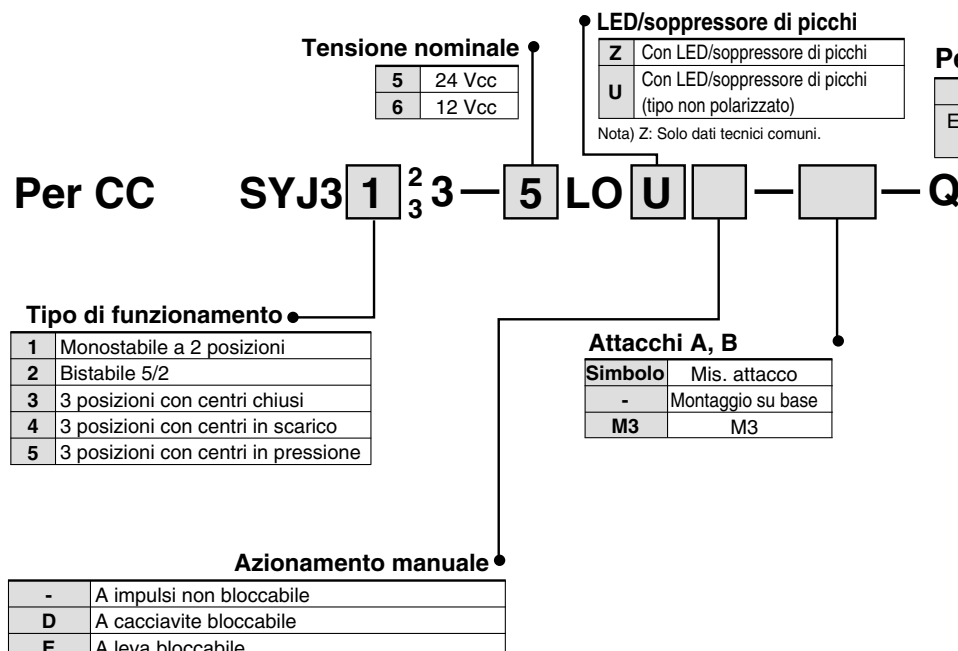 LED/soppressore di picchi
Z Con LED/soppressore di picchi
U Con LED/soppressore di picchi
(tipo non polarizzato)
Nota) Z: Solo dati tecnici comuni.
Tensione nominale
5 24 Vcc
6 12 Vcc
Per CC SYJ3 1 2 3 3 — 5 LO U — — Q
Tipo di funzionamento
1 Monostabile a 2 posizioni
2 Bistabile 5/2
3 3 posizioni con centri chiusi
4 3 posizioni con centri in scarico
5 3 posizioni con centri in pressione
Attacchi A, B
Simbolo Mis. attacco
- Montaggio su base
M3 M3
Azionamento manuale
- A impulsi non bloccabile
D A cacciavite bloccabile
E A leva bloccabile